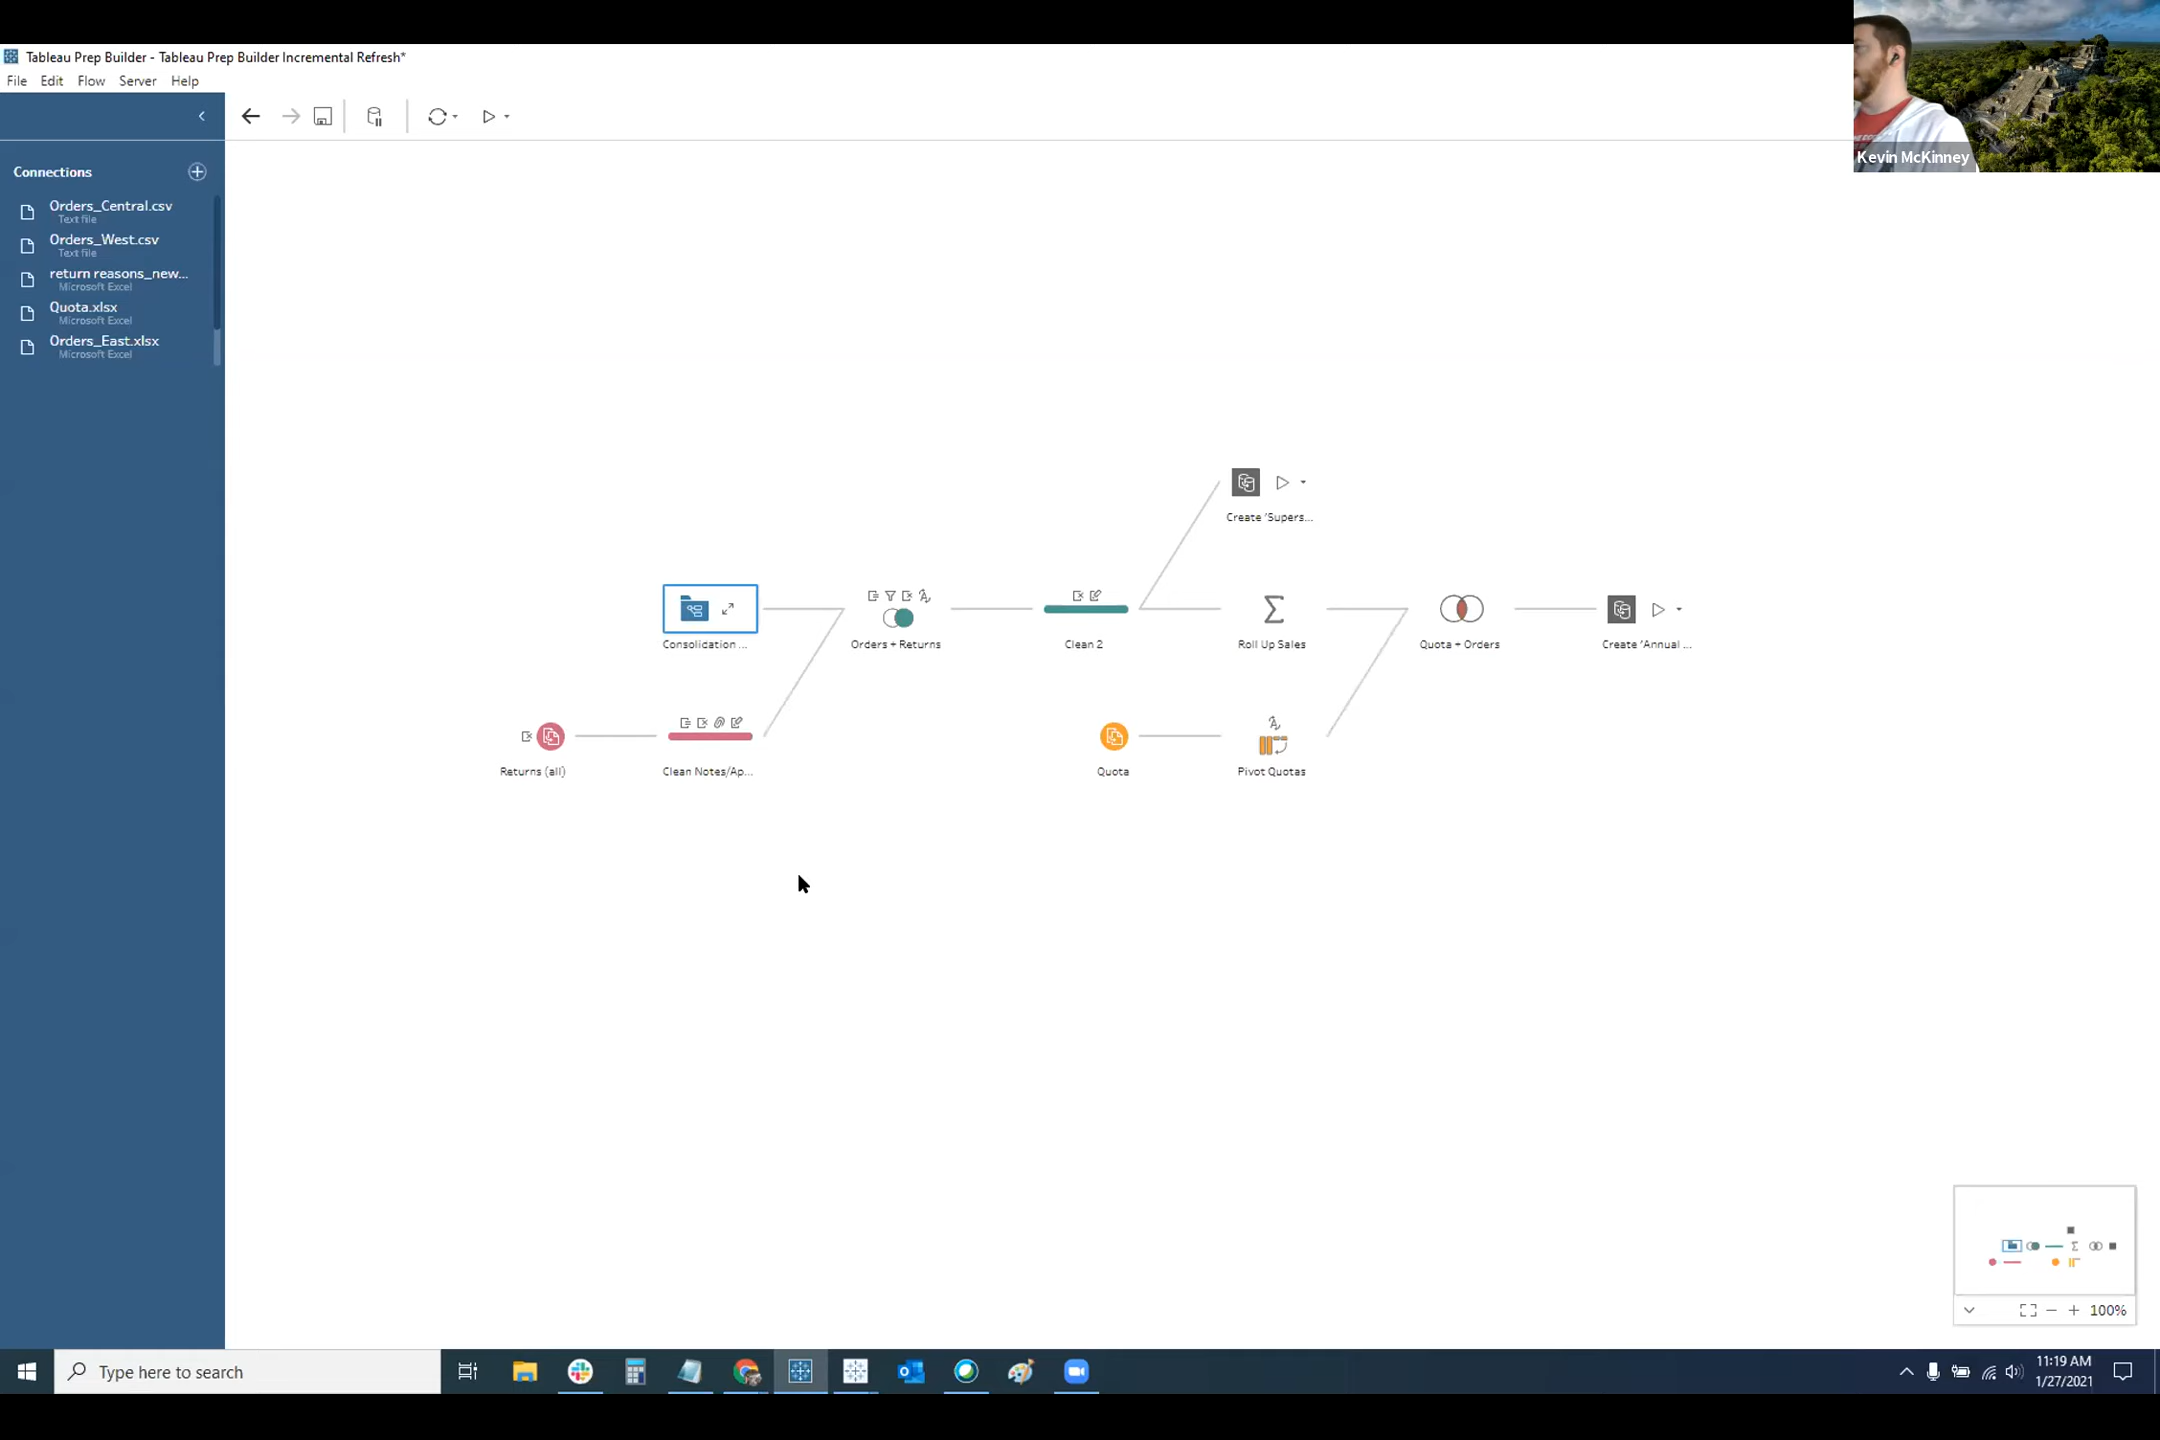 Tableau Prep Builder - Tableau Prep Builder Incremental Refresh*
File Edit Flow Server Help
Kevin McKinney
Connections
Orders_Central.csv
Text file
Orders_West.csv
Text file
return reasons_new...
Microsoft Excel
Quota.xlsx
Microsoft Excel
Orders_East.xlsx
Microsoft Excel
Create 'Supers...
Consolidation ...
Orders + Returns
Clean 2
Roll Up Sales
Quota + Orders
Create 'Annual ...
Returns (all)
Clean Notes/Ap...
Quota
Pivot Quotas
100%
Type here to search
11:19 AM
1/27/2021